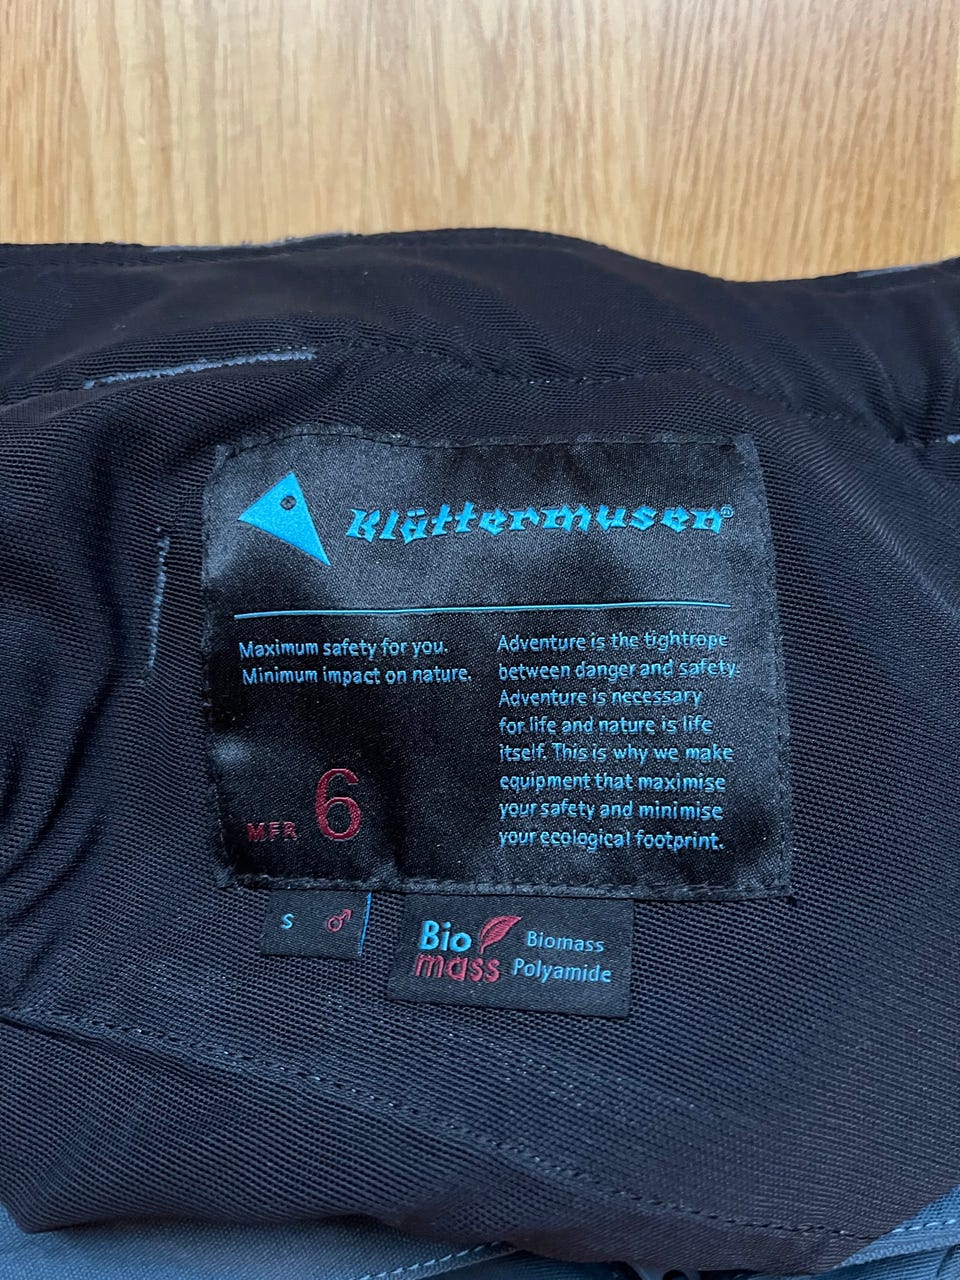 Klättermusen®
Maximum safety for you.
Minimum impact on nature.
Adventure is the tightrope
between danger and safety.
Adventure is necessary
for life and nature is life
itself. This is why we make
equipment that maximise
your safety and minimise
your ecological footprint.
MFR 6
S ♂
Bio
mass
Biomass
Polyamide